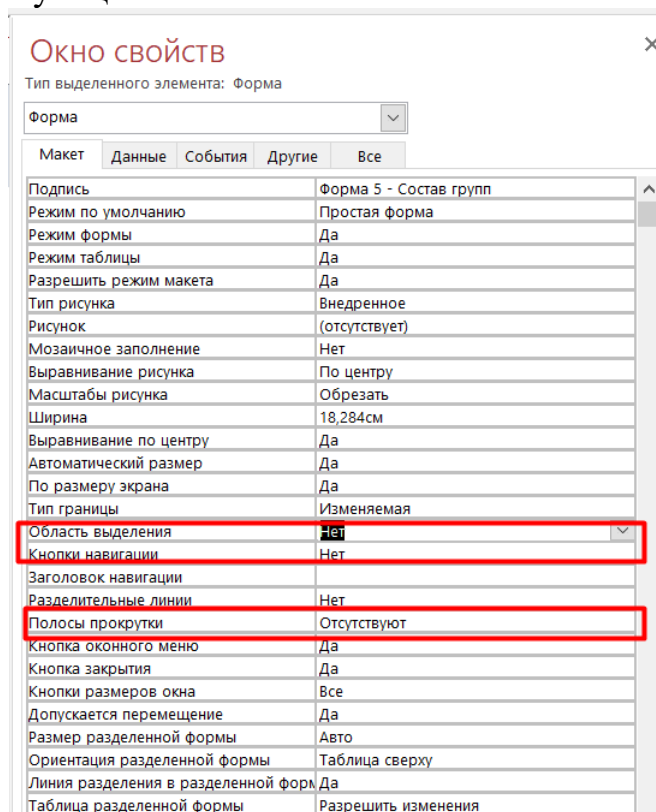 Окно свойств
Тип выделенного элемента: Форма
Форма
Макет Данные События Другие Все
Подпись Форма 5 - Состав групп
Режим по умолчанию Простая форма
Режим формы Да
Режим таблицы Да
Разрешить режим макета Да
Тип рисунка Внедренное
Рисунок (отсутствует)
Мозаичное заполнение Нет
Выравнивание рисунка По центру
Масштабы рисунка Обрезать
Ширина 18,284см
Выравнивание по центру Да
Автоматический размер Да
По размеру экрана Да
Тип границы Изменяемая
Область выделения Нет
Кнопки навигации Нет
Заголовок навигации
Разделительные линии Нет
Полосы прокрутки Отсутствуют
Кнопка оконного меню Да
Кнопка закрытия Да
Кнопки размеров окна Все
Допускается перемещение Да
Размер разделенной формы Авто
Ориентация разделенной формы Таблица сверху
Линия разделения в разделенной форм Да
Таблица разделенной формы Разрешить изменения